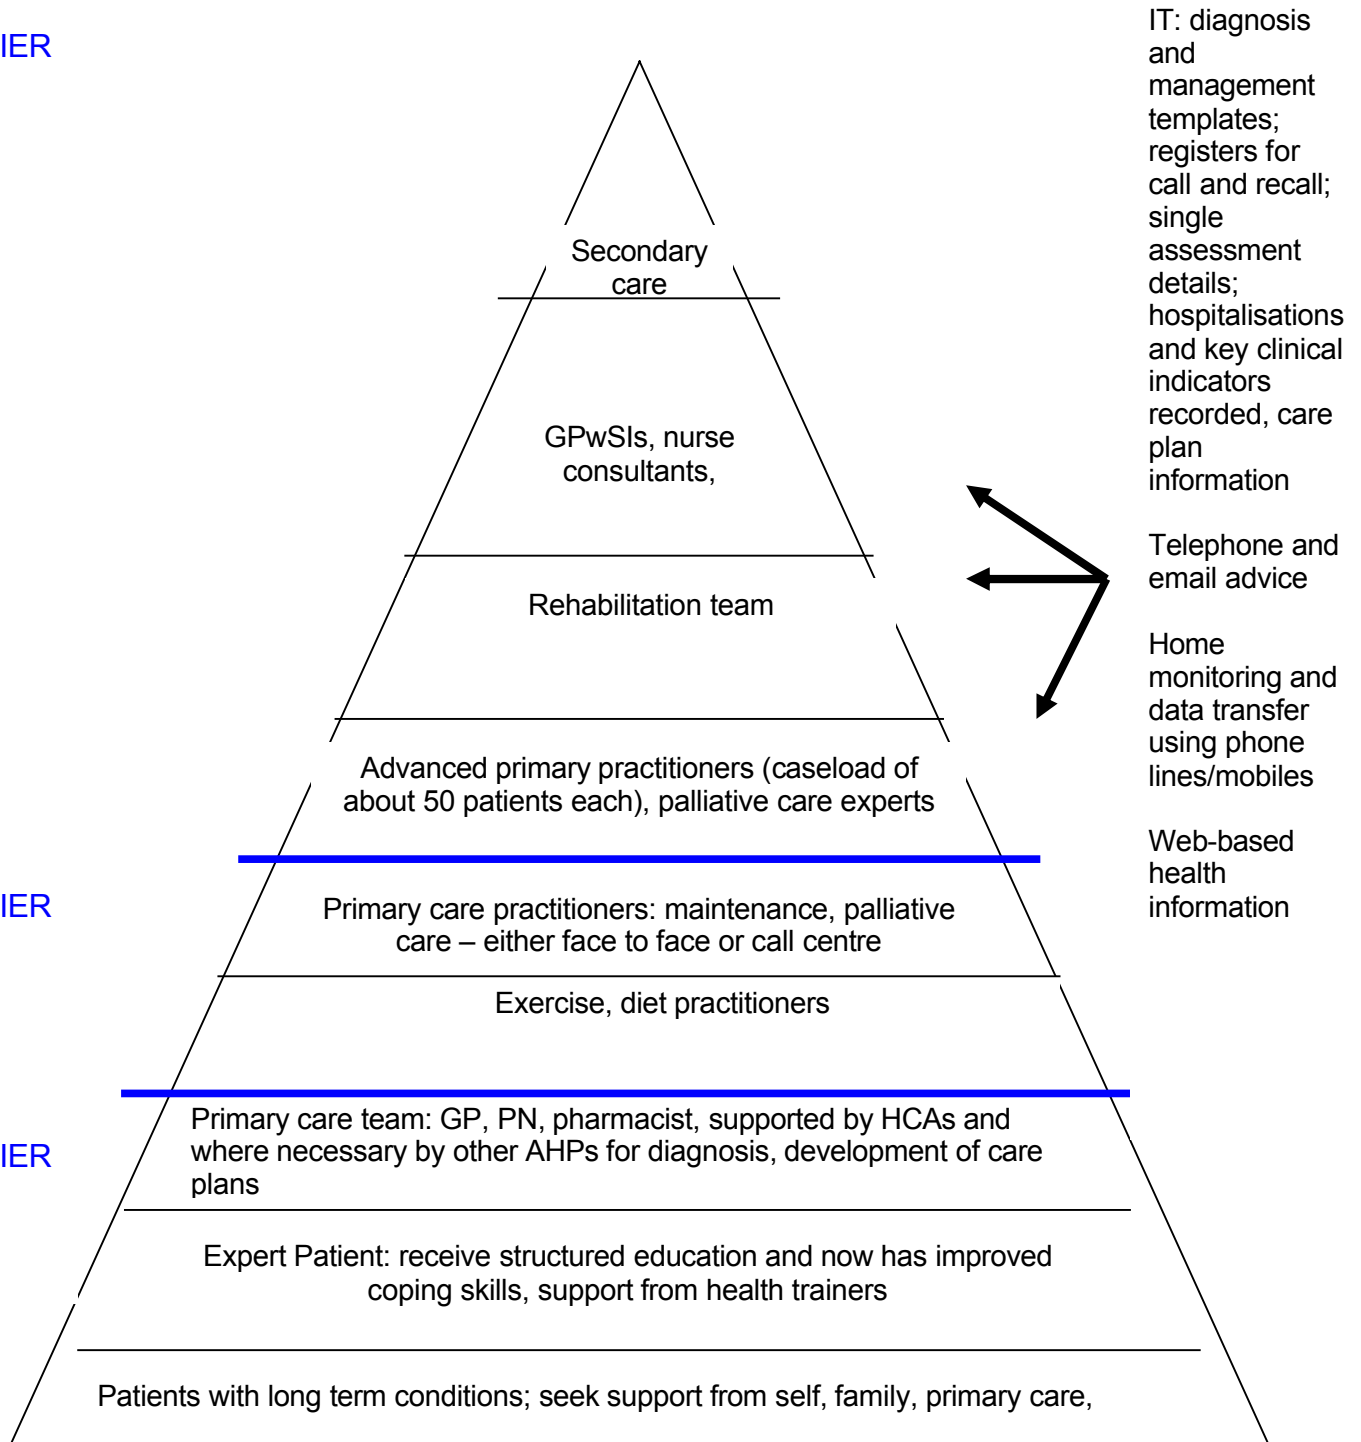 IER
Secondary
care
GPwSIs, nurse
consultants,
Rehabilitation team
Advanced primary practitioners (caseload of
about 50 patients each), palliative care experts
IER
Primary care practitioners: maintenance, palliative
care – either face to face or call centre
Exercise, diet practitioners
IER
Primary care team: GP, PN, pharmacist, supported by HCAs and
where necessary by other AHPs for diagnosis, development of care
plans
Expert Patient: receive structured education and now has improved
coping skills, support from health trainers
Patients with long term conditions; seek support from self, family, primary care,
IT: diagnosis
and
management
templates;
registers for
call and recall;
single
assessment
details;
hospitalisations
and key clinical
indicators
recorded, care
plan
information
Telephone and
email advice
Home
monitoring and
data transfer
using phone
lines/mobiles
Web-based
health
information